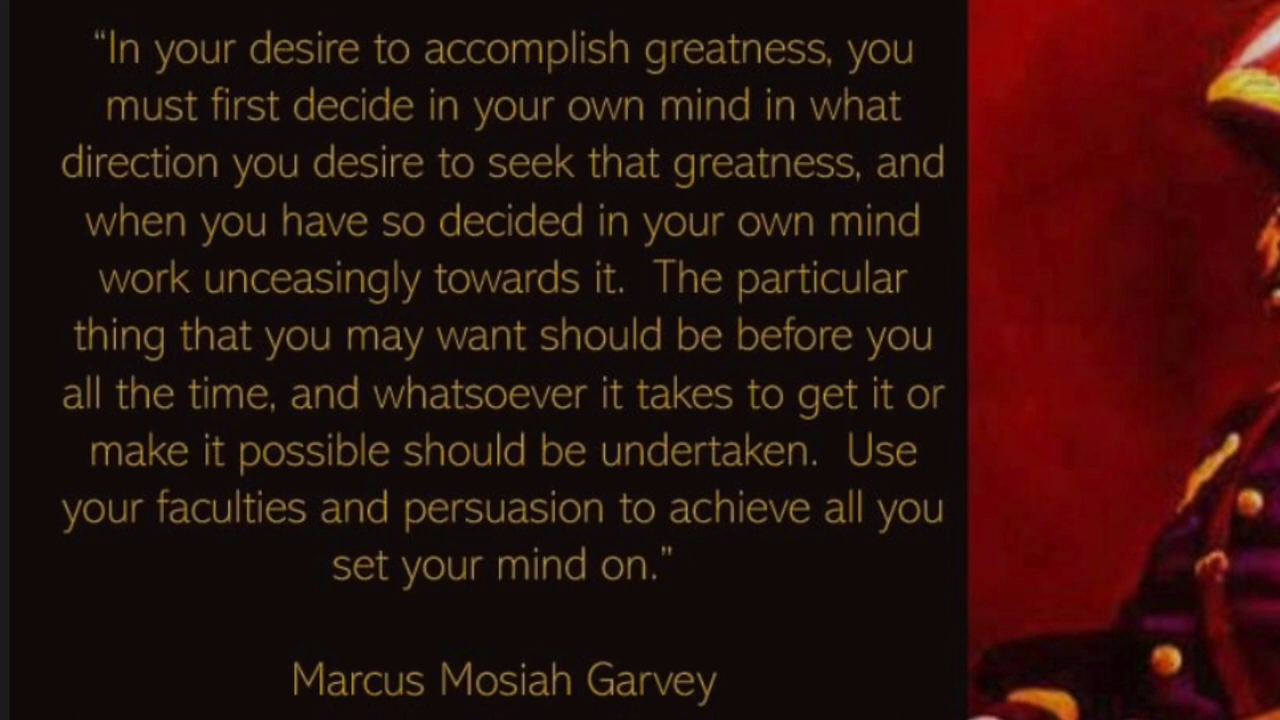 “In your desire to accomplish greatness, you
must first decide in your own mind in what
direction you desire to seek that greatness, and
when you have so decided in your own mind
work unceasingly towards it.  The particular
thing that you may want should be before you
all the time, and whatsoever it takes to get it or
make it possible should be undertaken.  Use
your faculties and persuasion to achieve all you
set your mind on.”
Marcus Mosiah Garvey